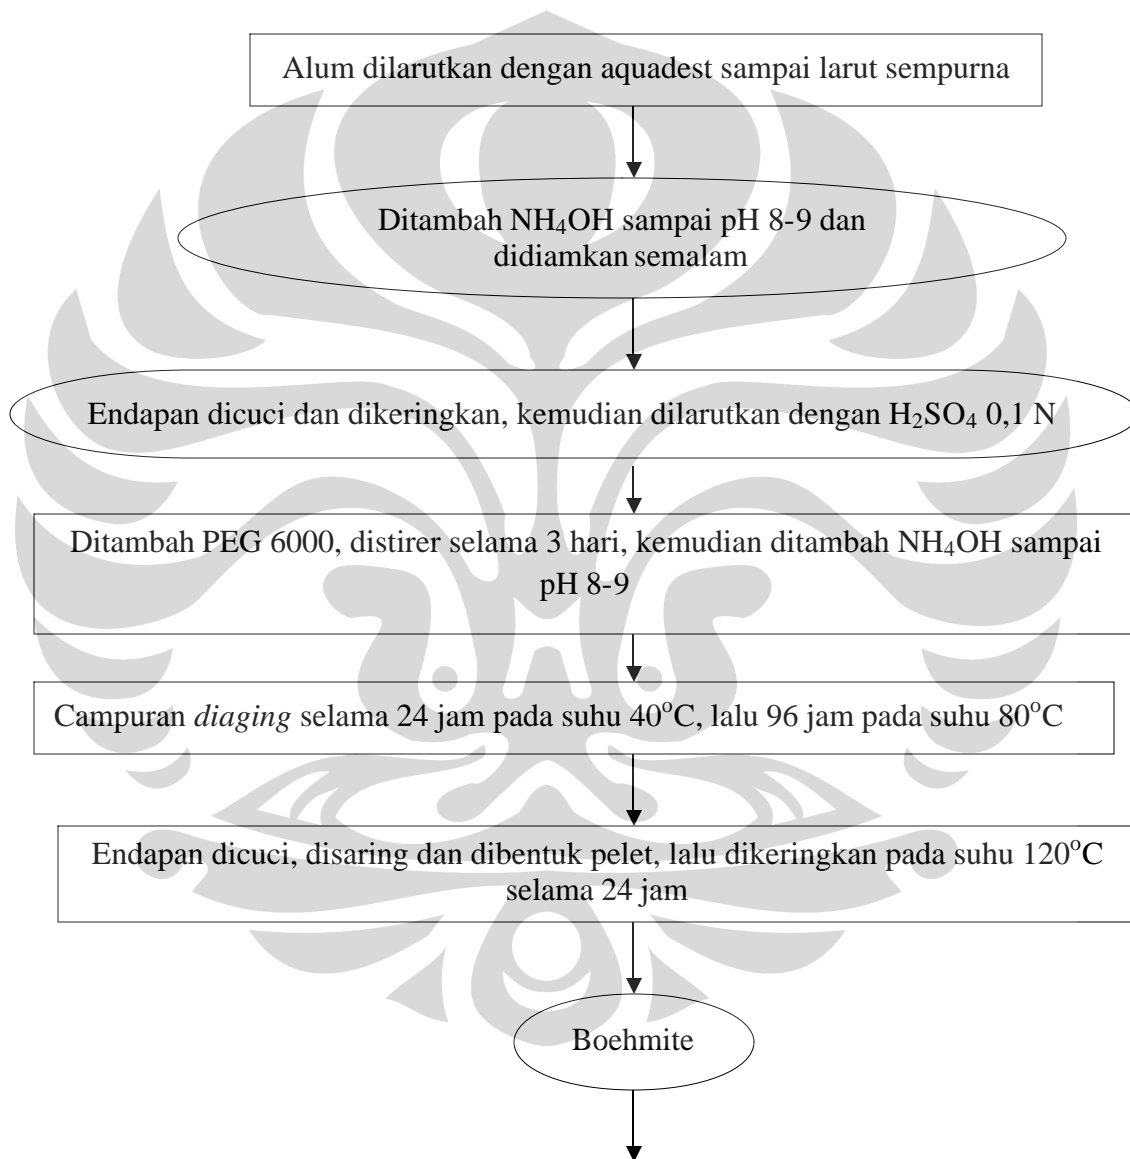 Alum dilarutkan dengan aquadest sampai larut sempurna
Ditambah NH₄OH sampai pH 8-9 dan
didiamkan semalam
Endapan dicuci dan dikeringkan, kemudian dilarutkan dengan H₂SO₄ 0,1 N
Ditambah PEG 6000, distirer selama 3 hari, kemudian ditambah NH₄OH sampai
pH 8-9
Campuran diaging selama 24 jam pada suhu 40°C, lalu 96 jam pada suhu 80°C
Endapan dicuci, disaring dan dibentuk pelet, lalu dikeringkan pada suhu 120°C
selama 24 jam
Boehmite